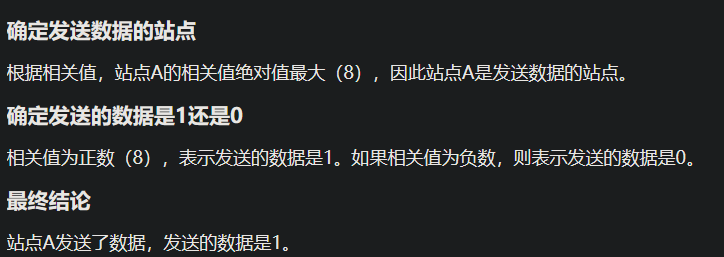 确定发送数据的站点
根据相关值，站点A的相关值绝对值最大（8），因此站点A是发送数据的站点。
确定发送的数据是1还是0
相关值为正数（8），表示发送的数据是1。如果相关值为负数，则表示发送的数据是0。
最终结论
站点A发送了数据，发送的数据是1。